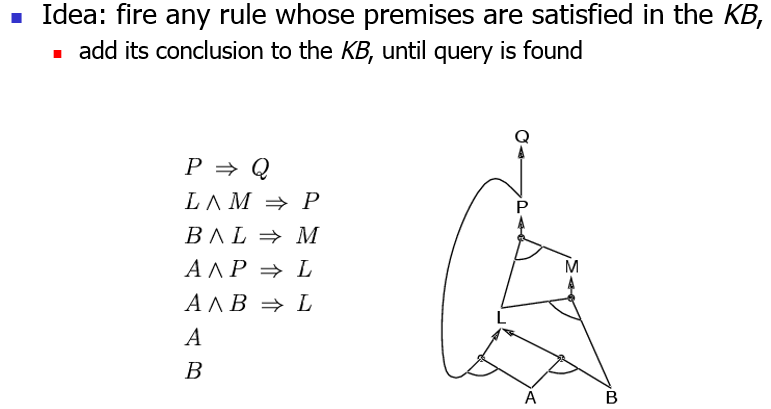 Idea: fire any rule whose premises are satisfied in the KB,
add its conclusion to the KB, until query is found
P ⇒ Q
L ∧ M ⇒ P
B ∧ L ⇒ M
A ∧ P ⇒ L
A ∧ B ⇒ L
A
B
Q
P
M
L
A
B